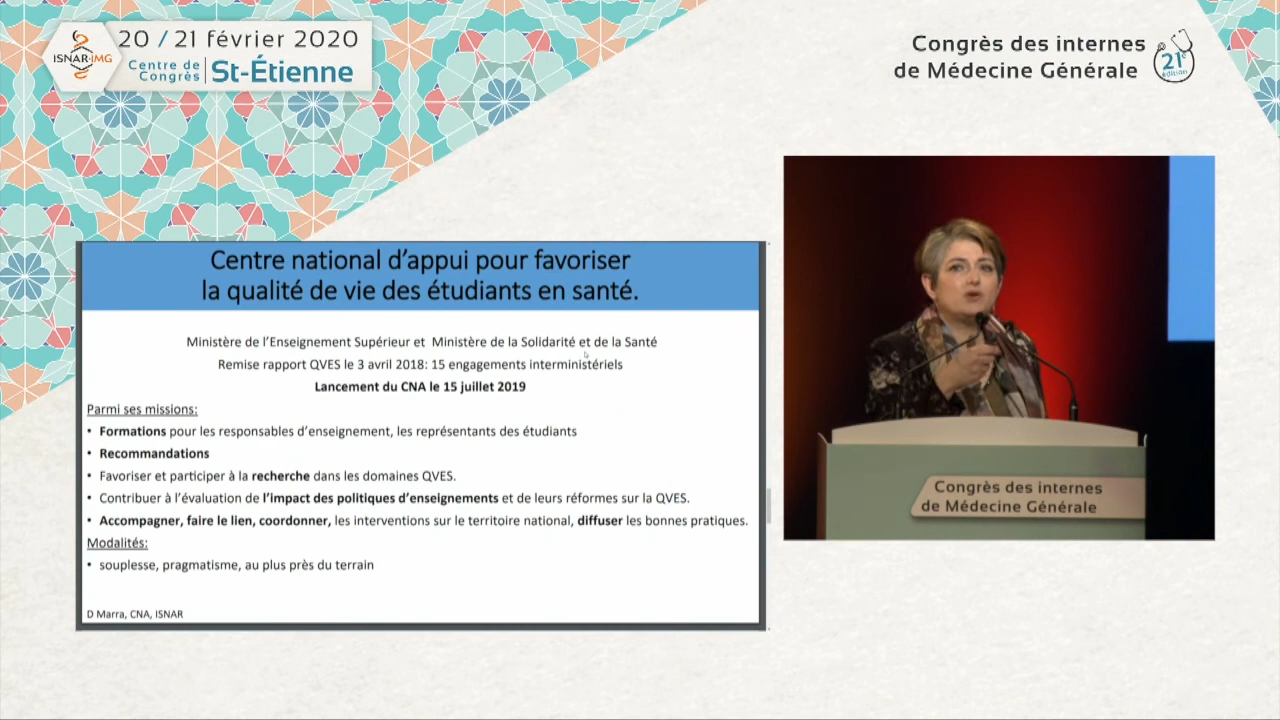 20 / 21 février 2020
ISNAR-IMG
Centre de
Congrès
St-Étienne
Congrès des internes
de Médecine Générale
21e
édition
Centre national d'appui pour favoriser
la qualité de vie des étudiants en santé.
Ministère de l'Enseignement Supérieur et Ministère de la Solidarité et de la Santé
Remise rapport QVES le 3 avril 2018: 15 engagements interministériels
Lancement du CNA le 15 juillet 2019
Parmi ses missions:
• Formations pour les responsables d'enseignement, les représentants des étudiants
• Recommandations
• Favoriser et participer à la recherche dans les domaines QVES.
• Contribuer à l'évaluation de l'impact des politiques d'enseignements et de leurs réformes sur la QVES.
• Accompagner, faire le lien, coordonner, les interventions sur le territoire national, diffuser les bonnes pratiques.
Modalités:
• souplesse, pragmatisme, au plus près du terrain
D Marra, CNA, ISNAR
Congrès des internes
de Médecine Générale